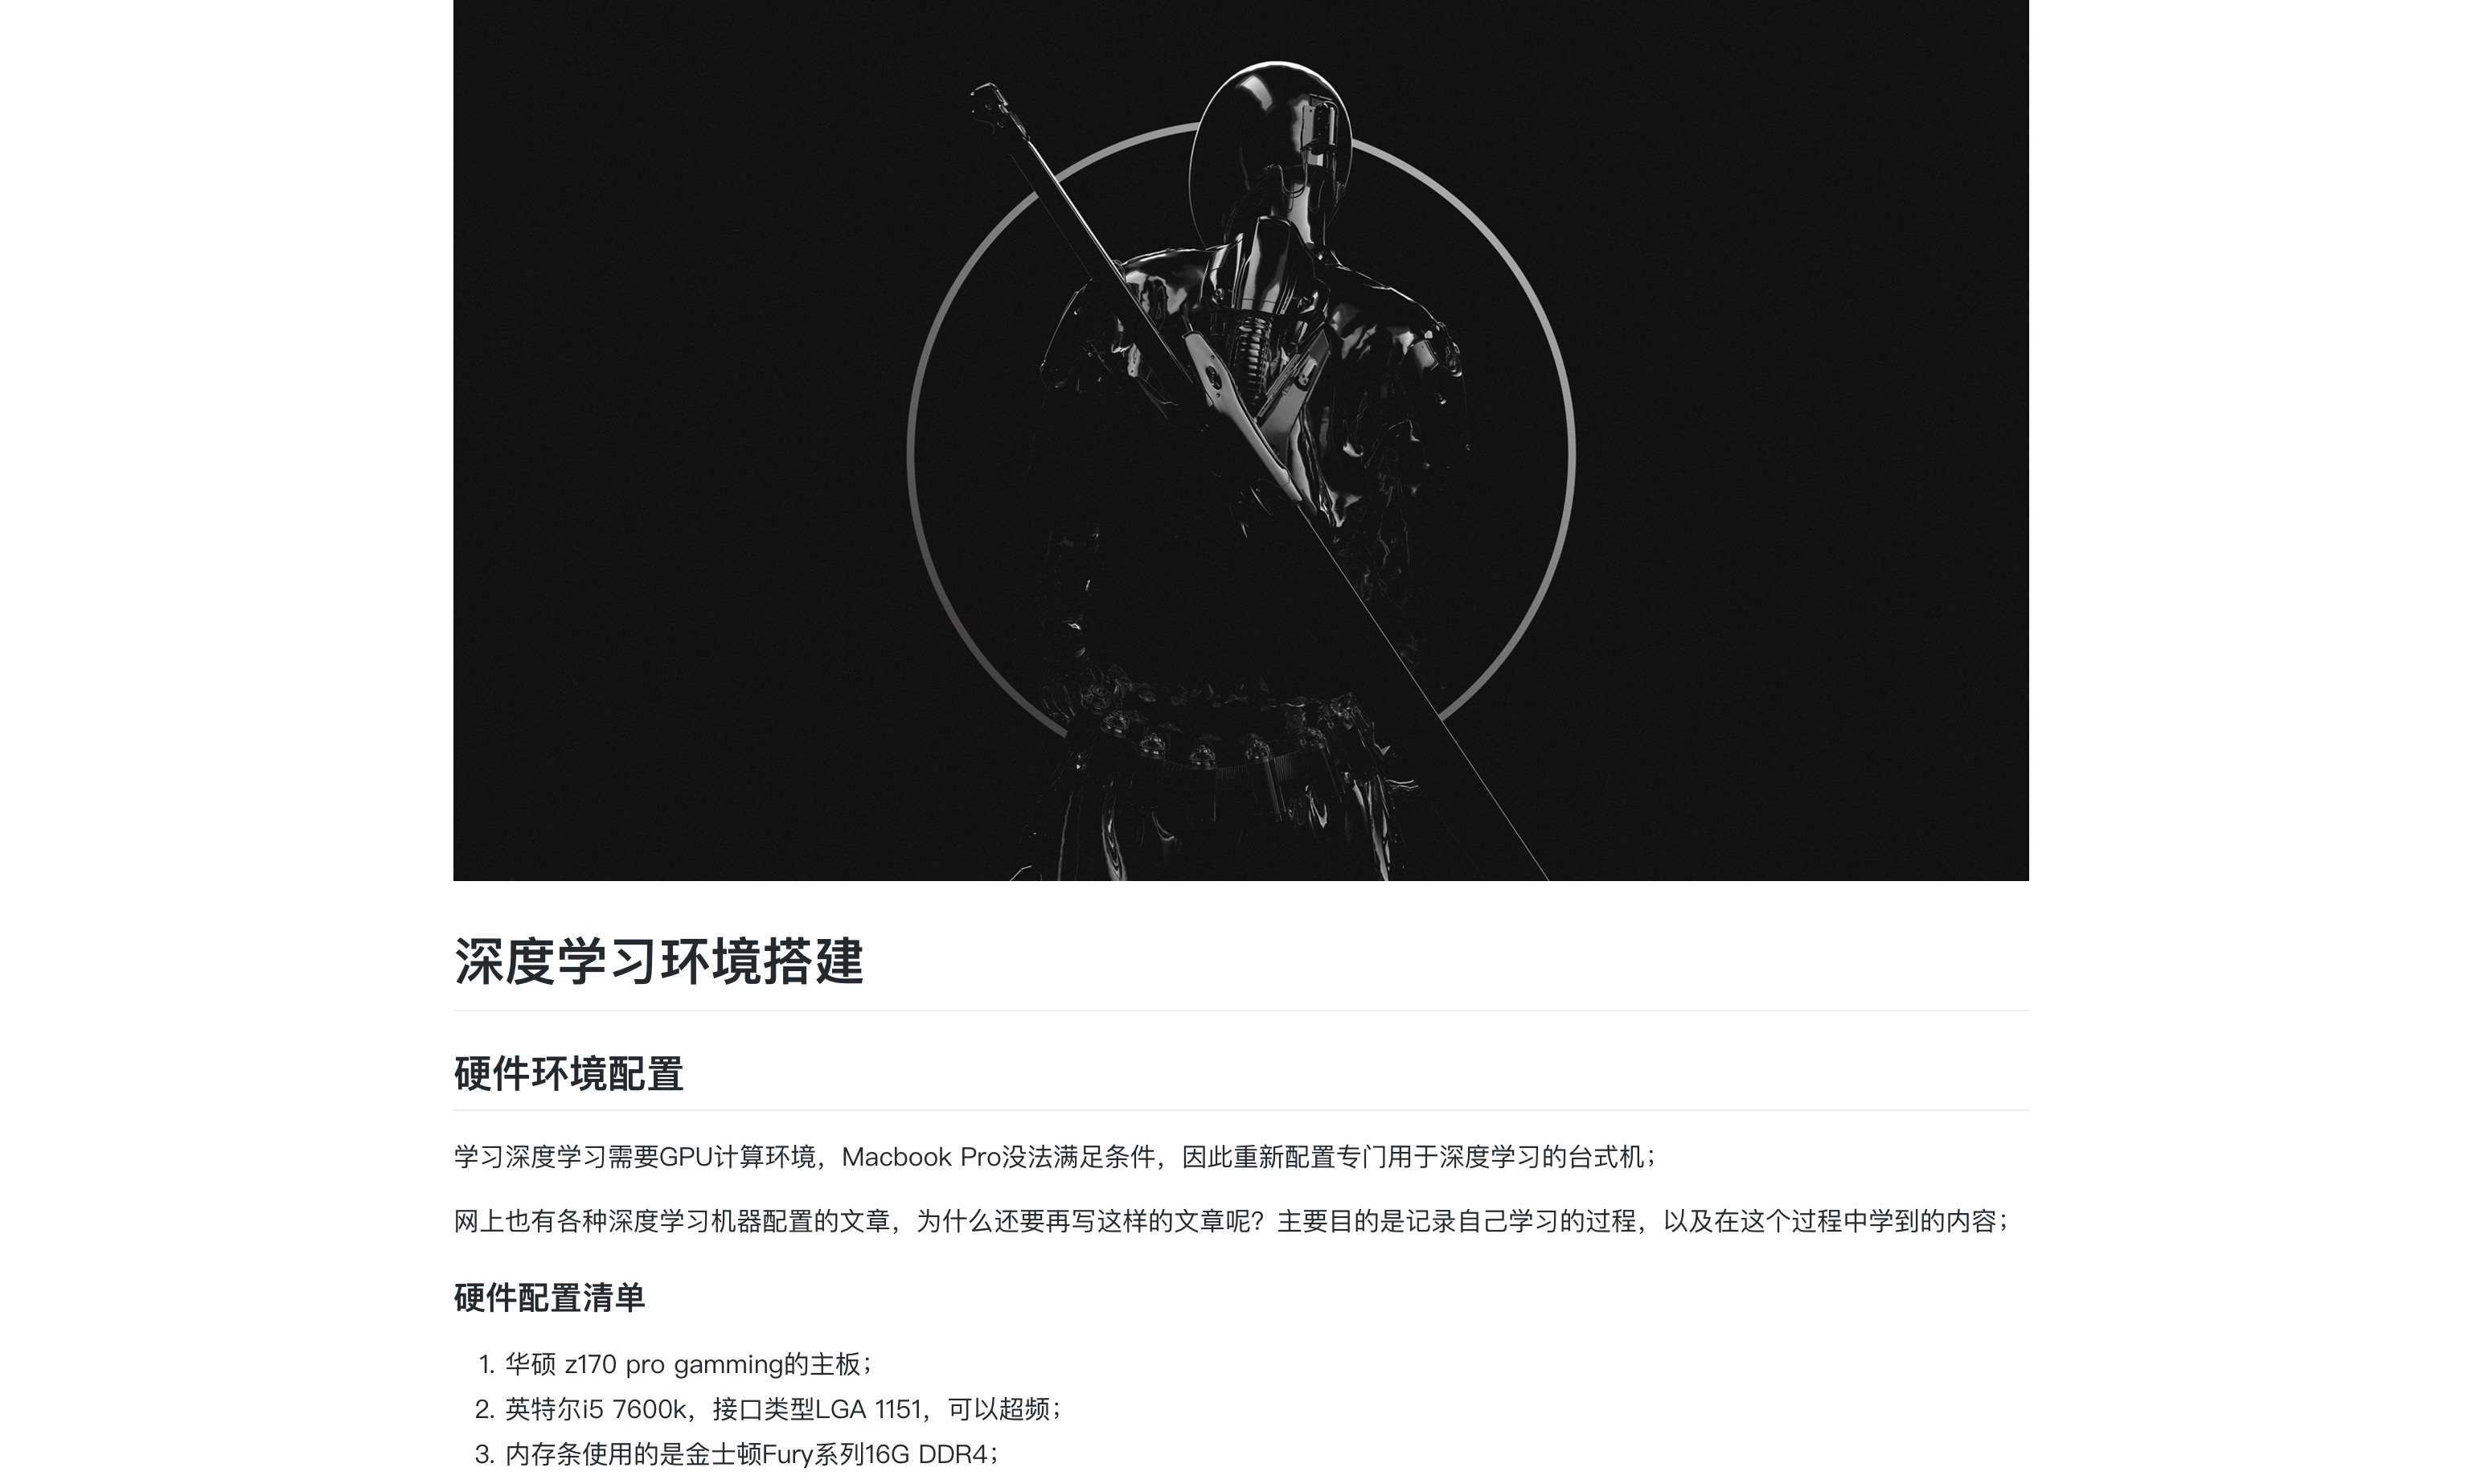 深度学习环境搭建
硬件环境配置
学习深度学习需要GPU计算环境，Macbook Pro没法满足条件，因此重新配置专门用于深度学习的台式机；
网上也有各种深度学习机器配置的文章，为什么还要再写这样的文章呢？主要目的是记录自己学习的过程，以及在这个过程中学到的内容；
硬件配置清单
1. 华硕 z170 pro gamming的主板；
2. 英特尔i5 7600k，接口类型LGA 1151，可以超频；
3. 内存条使用的是金士顿Fury系列16G DDR4；